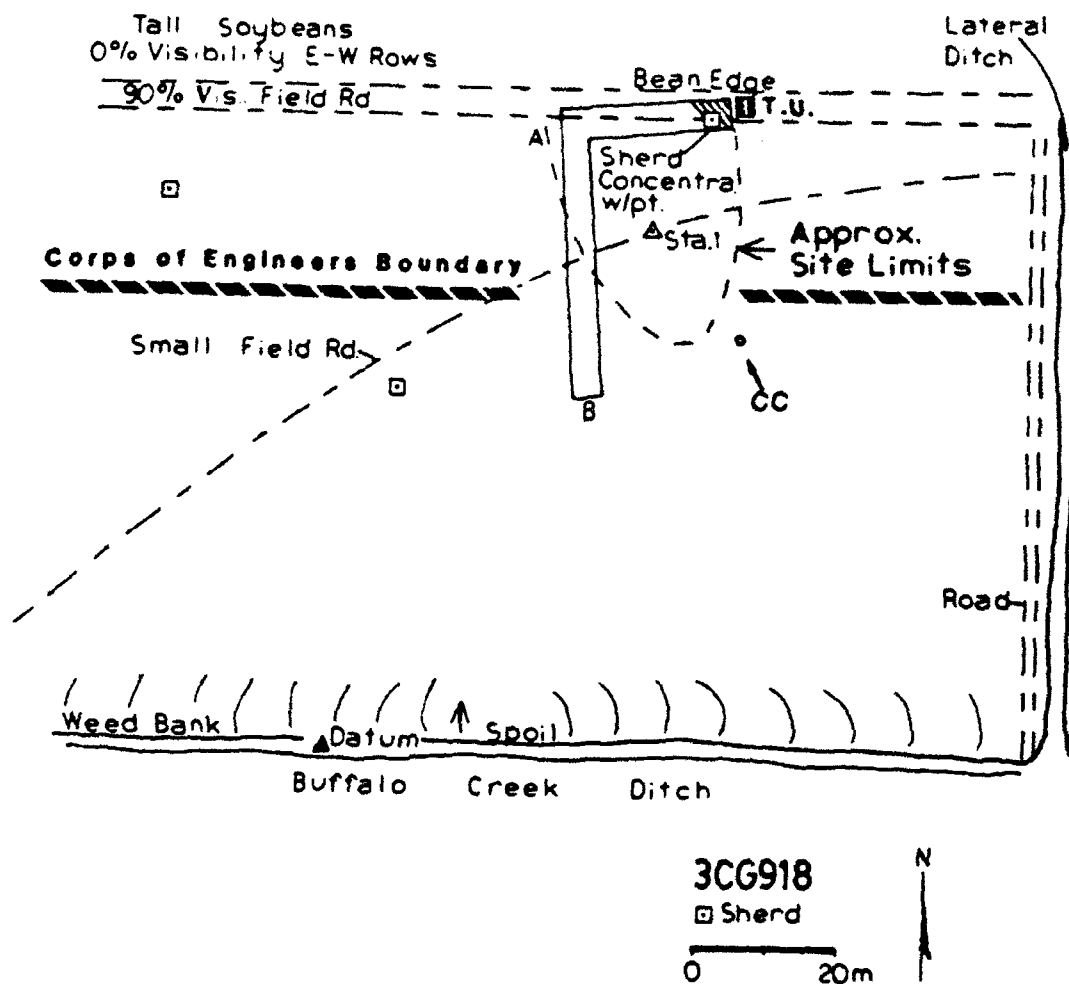 Tall Soybeans
0% Visibility E-W Rows
90% Vis. Field Rd
Lateral
Ditch
Bean Edge
1 T.U.
A
Sherd
Concentrat
w/pt.
Sta.1
Approx.
Site Limits
Corps of Engineers Boundary
Small Field Rd.
B
CC
Road
Weed Bank
Datum
Spoil
Buffalo Creek Ditch
3CG918
Sherd
N
0 20m